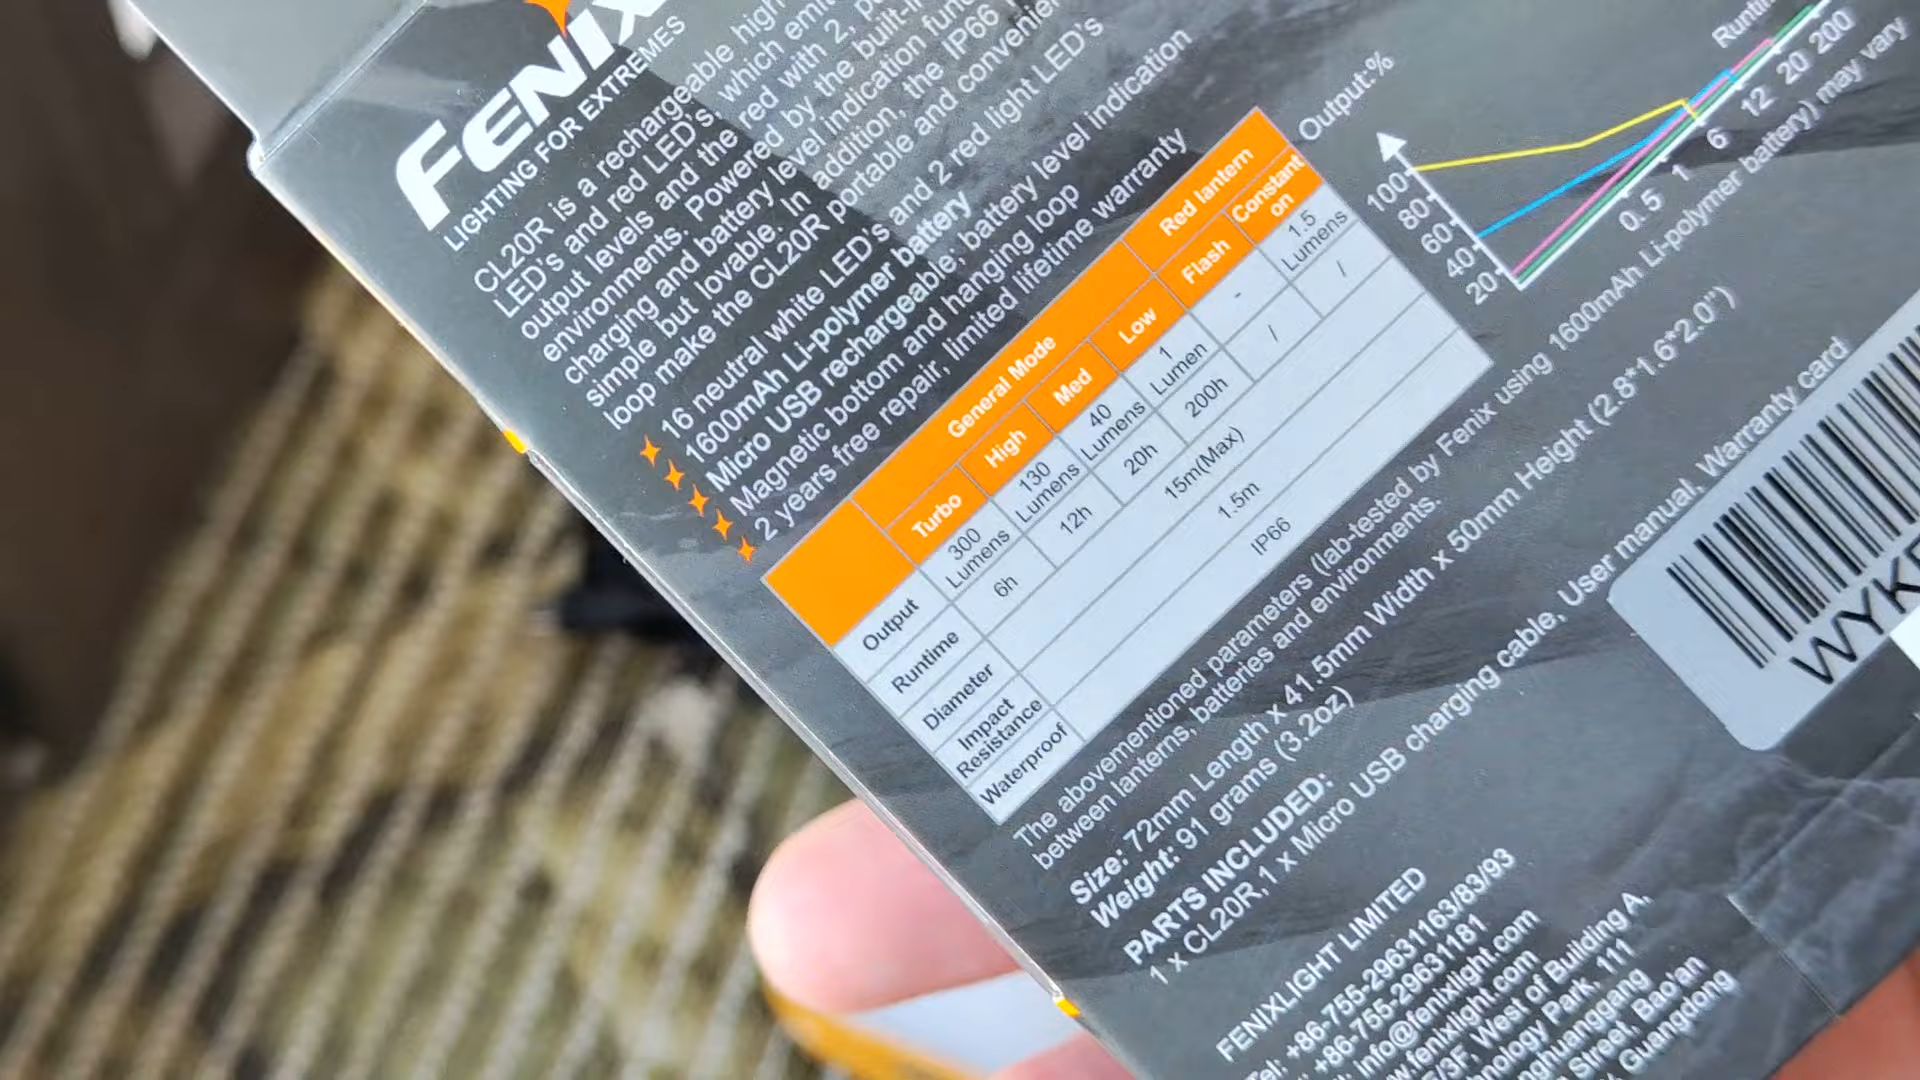 FENIX
LIGHTING FOR EXTREMES
CL20R is a rechargeable high
LED's and red LED's, which emit
output levels and the red with 2,
environments. Powered by the built-in
charging and battery level indication
simple but lovable. In addition, the IP66
loop make the CL20R portable and convenient
16 neutral white LED's and 2 red light LED's
1600mAh Li-polymer battery
Micro USB rechargeable, battery level indication
Magnetic bottom and hanging loop
2 years free repair, limited lifetime warranty
General Mode Red lantern
Turbo High Med Low Flash Constant on
Output 300 Lumens 130 Lumens 40 Lumens 1 Lumen - 1.5 Lumens
Runtime 6h 12h 20h 200h / /
Diameter 15m(Max)
Impact Resistance 1.5m
Waterproof IP66
Output:%
100
80
60
40
20
0.5 1 6 12 20 200
The abovementioned parameters (lab-tested by Fenix using 1600mAh Li-polymer battery) may vary
between lanterns, batteries and environments.
Size: 72mm Length x 41.5mm Width x 50mm Height (2.8*1.6*2.0")
Weight: 91 grams (3.2oz)
PARTS INCLUDED:
1 x CL20R,1 x Micro USB charging cable, User manual, Warranty card
FENIXLIGHT LIMITED
Tel: +86-755-29631163/83/93
+86-755-29631181
info@fenixlight.com
.fenixlight.com
/3F, West of Building A,
Technology Park, 111
Street, Bao'an
Guangdong